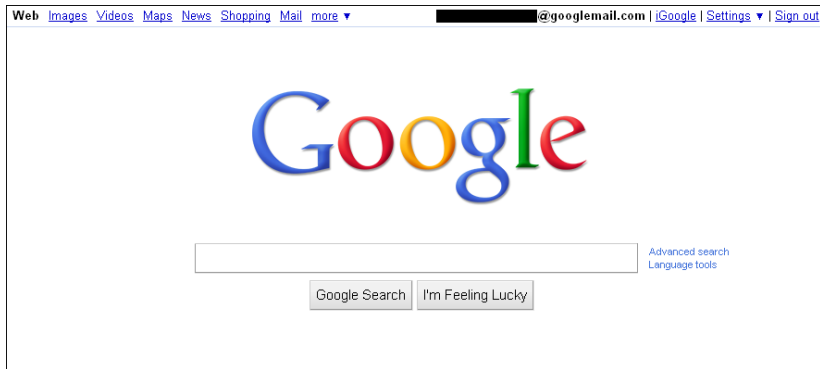 Web Images Videos Maps News Shopping Mail more ▼ @googlemail.com | iGoogle | Settings ▼ | Sign out
Google
Advanced search
Language tools
Google Search I'm Feeling Lucky